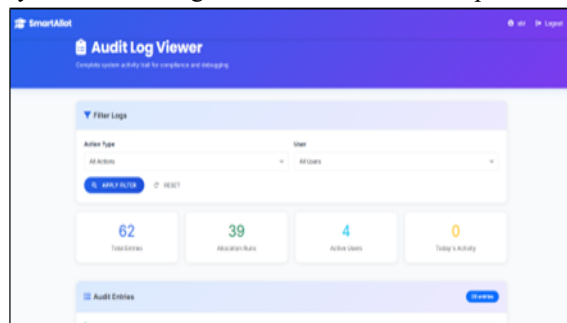 SmartAllot
Logout
Audit Log Viewer
Complete system activity trail for compliance and debugging
Filter Logs
Action Type User
All Actions All Users
APPLY FILTER RESET
62 39 4 0
Total Entries Allocation Runs Active Users Today's Activity
Audit Entries